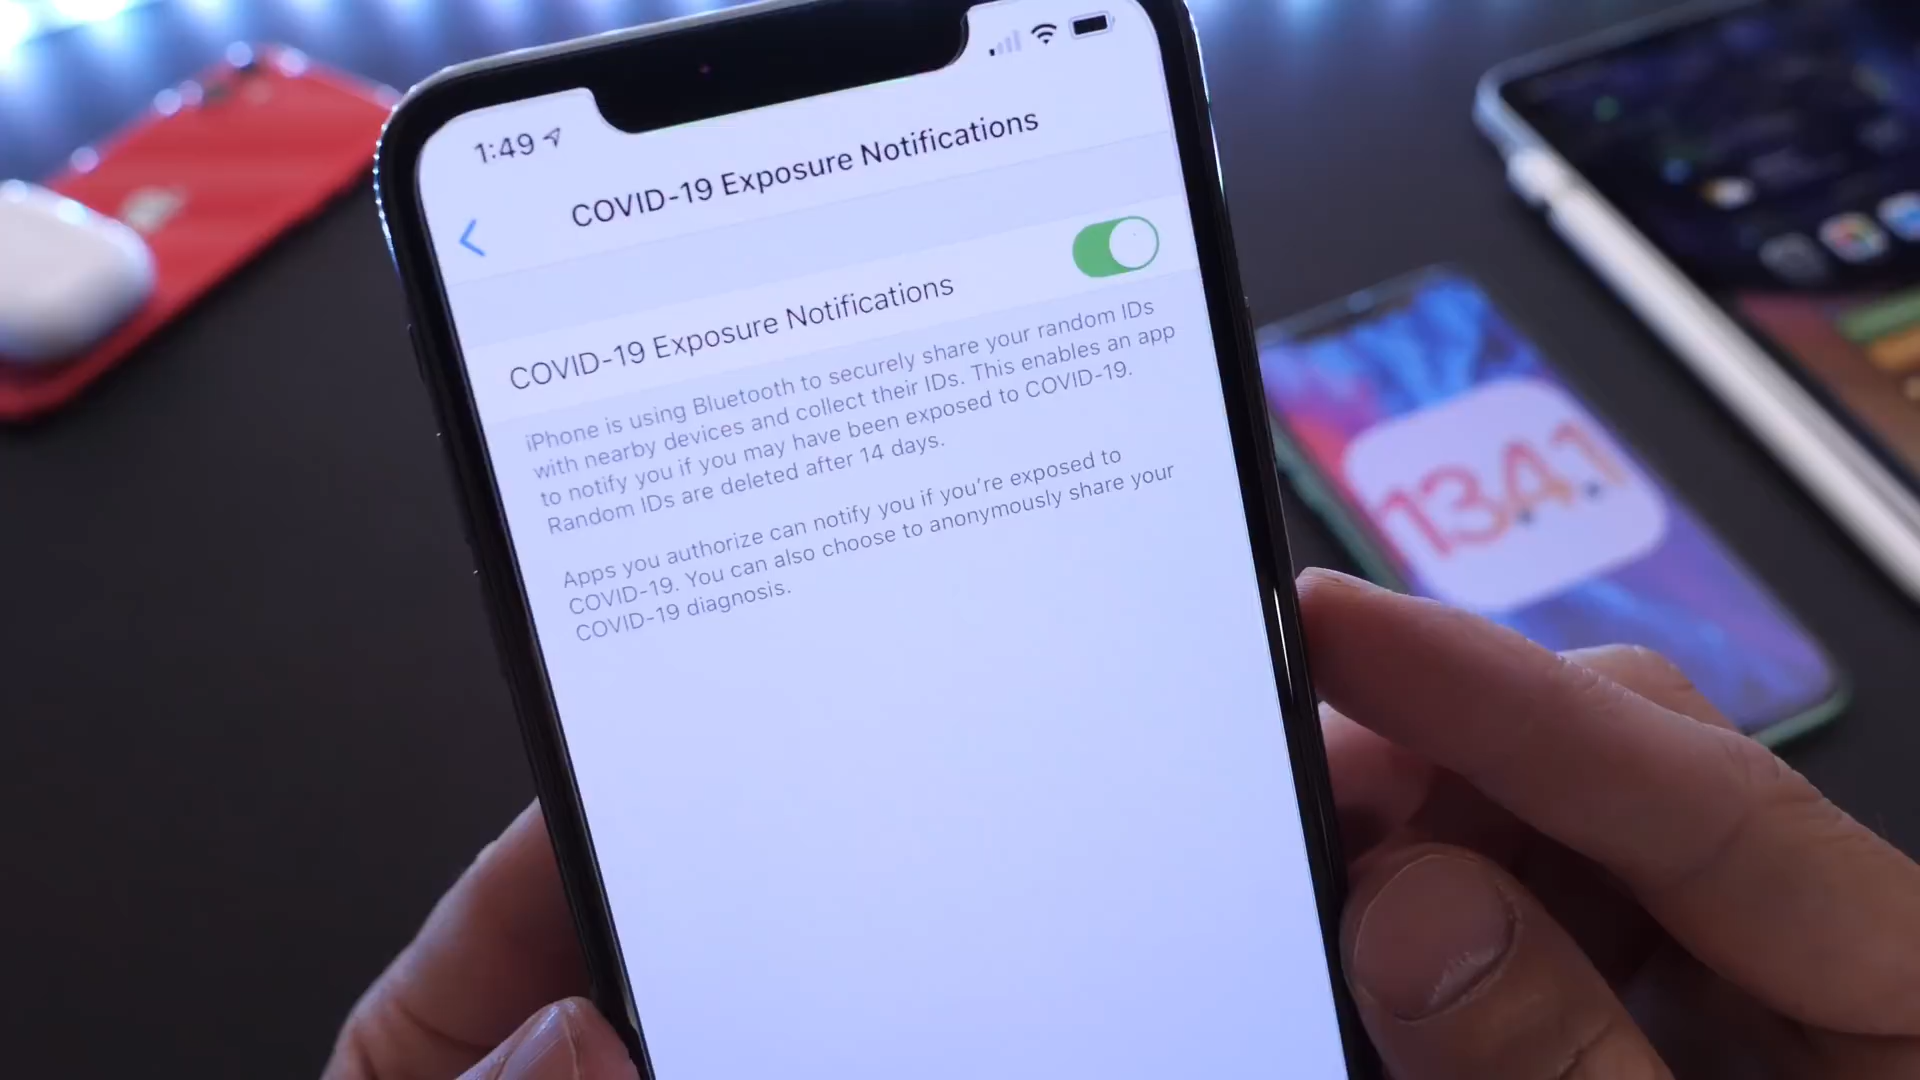 1:49
COVID-19 Exposure Notifications
COVID-19 Exposure Notifications
iPhone is using Bluetooth to securely share your random IDs
with nearby devices and collect their IDs. This enables an app
to notify you if you may have been exposed to COVID-19.
Random IDs are deleted after 14 days.
Apps you authorize can notify you if you're exposed to
COVID-19. You can also choose to anonymously share your
COVID-19 diagnosis.
13.4.1